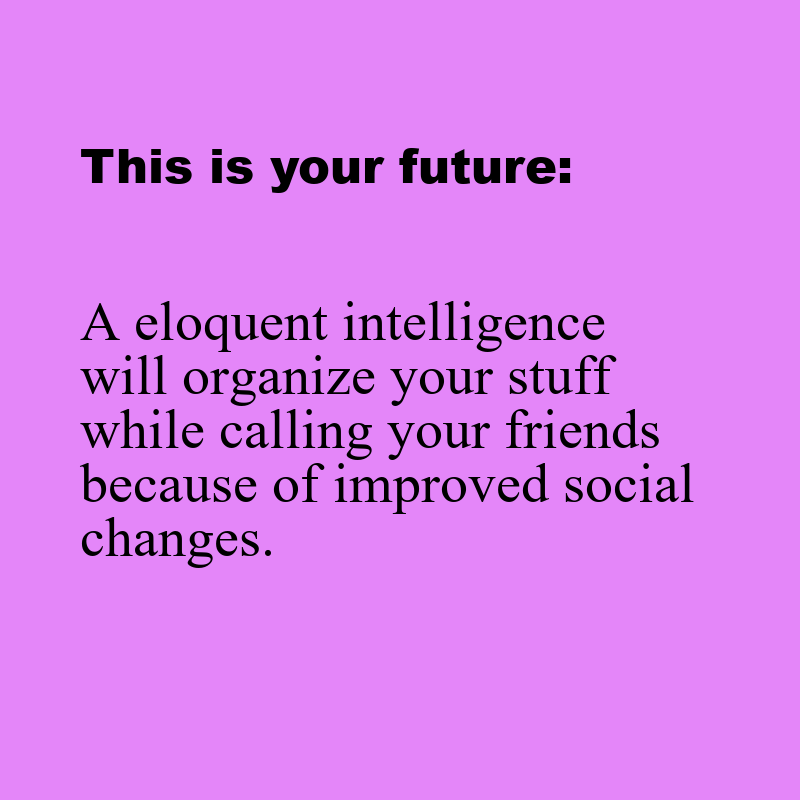 This is your future:
A eloquent intelligence
will organize your stuff
while calling your friends
because of improved social
changes.